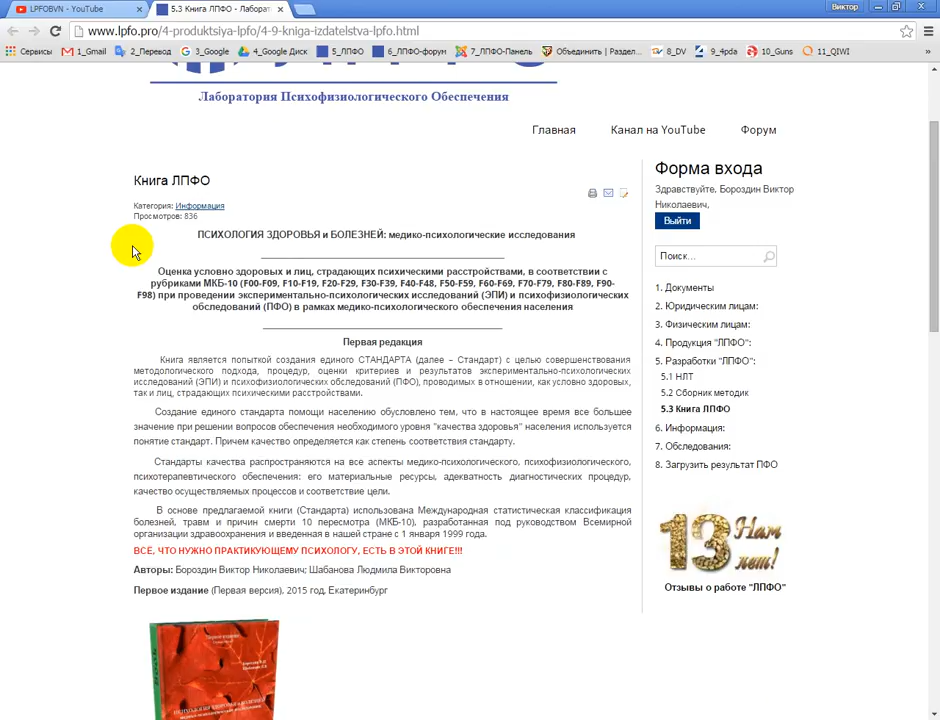 LPFOBVN - YouTube
5.3 Книга ЛПФО - Лаборат
Виктор
www.lpfo.pro/4-produktsiya-lpfo/4-9-kniga-izdatelstva-lpfo.html
Сервисы 1_Gmail 2_Перевод 3_Google 4_Google Диск 5_ЛПФО 6_ЛПФО-форум 7_ЛПФО-Панель Объединить | Раздел... 8_DV 9_4pda 10_Guns 11_QIWI »
Лаборатория Психофизиологического Обеспечения
Главная Канал на YouTube Форум
Книга ЛПФО
Категория: Информация
Просмотров: 836
ПСИХОЛОГИЯ ЗДОРОВЬЯ и БОЛЕЗНЕЙ: медико-психологические исследования
Оценка условно здоровых и лиц, страдающих психическими расстройствами, в соответствии с
рубриками МКБ-10 (F00-F09, F10-F19, F20-F29, F30-F39, F40-F48, F50-F59, F60-F69, F70-F79, F80-F89, F90-
F98) при проведении экспериментально-психологических исследований (ЭПИ) и психофизиологических
обследований (ПФО) в рамках медико-психологического обеспечения населения
Первая редакция
Книга является попыткой создания единого СТАНДАРТА (далее – Стандарт) с целью совершенствования
методологического подхода, процедур, оценки критериев и результатов экспериментально-психологических
исследований (ЭПИ) и психофизиологических обследований (ПФО), проводимых в отношении, как условно здоровых,
так и лиц, страдающих психическими расстройствами.
Создание единого стандарта помощи населению обусловлено тем, что в настоящее время все большее
значение при решении вопросов обеспечения необходимого уровня "качества здоровья" населения используется
понятие стандарт. Причем качество определяется как степень соответствия стандарту.
Стандарты качества распространяются на все аспекты медико-психологического, психофизиологического,
психотерапевтического обеспечения: его материальные ресурсы, адекватность диагностических процедур,
качество осуществляемых процессов и соответствие цели.
В основе предлагаемой книги (Стандарта) использована Международная статистическая классификация
болезней, травм и причин смерти 10 пересмотра (МКБ-10), разработанная под руководством Всемирной
организации здравоохранения и введенная в нашей стране с 1 января 1999 года.
ВСЁ, ЧТО НУЖНО ПРАКТИКУЮЩЕМУ ПСИХОЛОГУ, ЕСТЬ В ЭТОЙ КНИГЕ!!!
Авторы: Бороздин Виктор Николаевич; Шабанова Людмила Викторовна
Первое издание (Первая версия), 2015 год, Екатеринбург
Форма входа
Здравствуйте, Бороздин Виктор
Николаевич,
Выйти
Поиск...
1. Документы
2. Юридическим лицам:
3. Физическим лицам:
4. Продукция "ЛПФО":
5. Разработки "ЛПФО":
5.1 НЛТ
5.2 Сборник методик
5.3 Книга ЛПФО
6. Информация:
7. Обследования:
8. Загрузить результат ПФО
13 Нам
лет!
Отзывы о работе "ЛПФО"